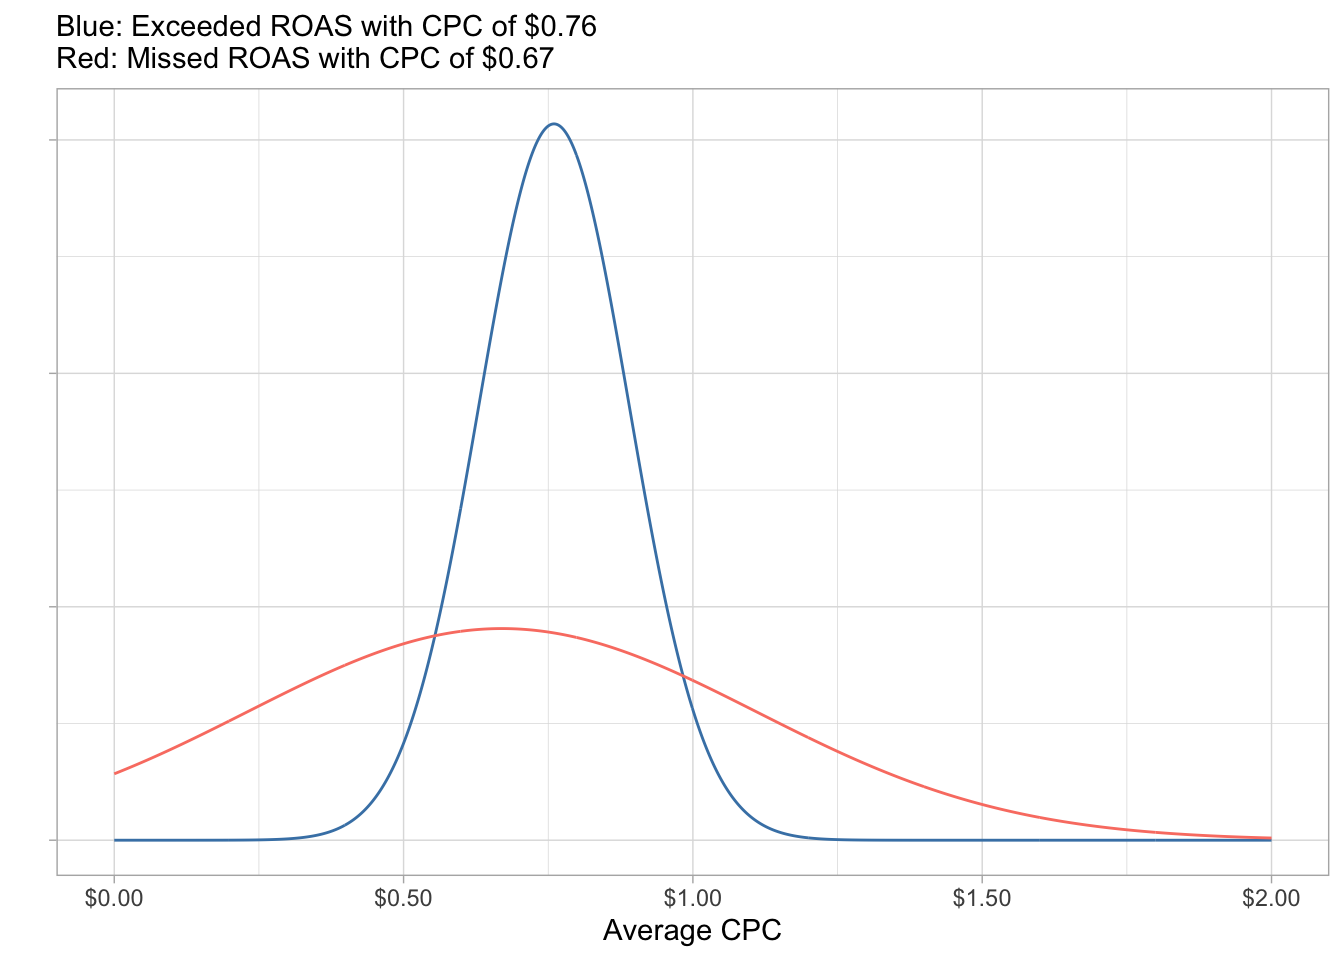 Blue: Exceeded ROAS with CPC of $0.76
Red: Missed ROAS with CPC of $0.67
$0.00 $0.50 $1.00 $1.50 $2.00
Average CPC